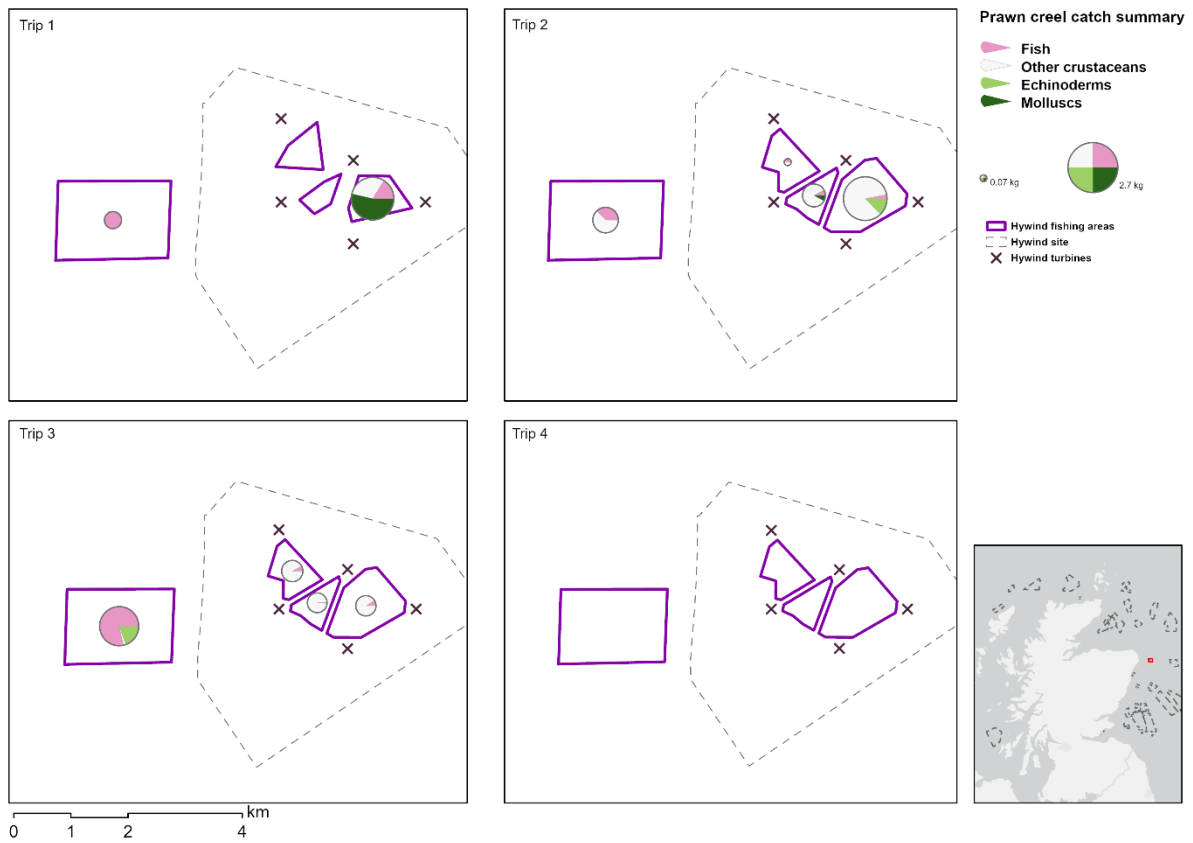 Trip 1
Trip 2
Prawn creel catch summary
Fish
Other crustaceans
Echinoderms
Molluscs
0.07 kg
2.7 kg
Hywind fishing areas
Hywind site
Hywind turbines
Trip 3
Trip 4
km
0 1 2 4